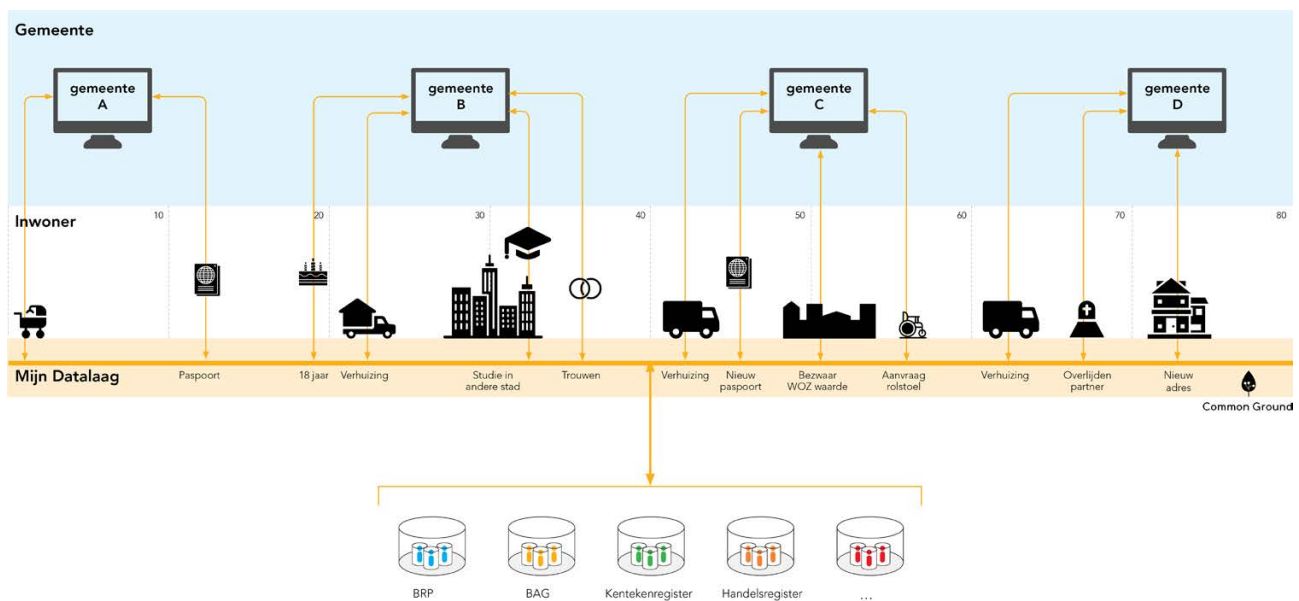 Gemeente
gemeente
A
gemeente
B
gemeente
C
gemeente
D
Inwoner
10
20
30
40
50
60
70
80
Mijn Datalaag
Paspoort
18 jaar
Verhuizing
Studie in
andere stad
Trouwen
Verhuizing
Nieuw
paspoort
Bezwaar
WOZ waarde
Aanvraag
rolstoel
Verhuizing
Overlijden
partner
Nieuw
adres
Common Ground
BRP
BAG
Kentekenregister
Handelsregister
...